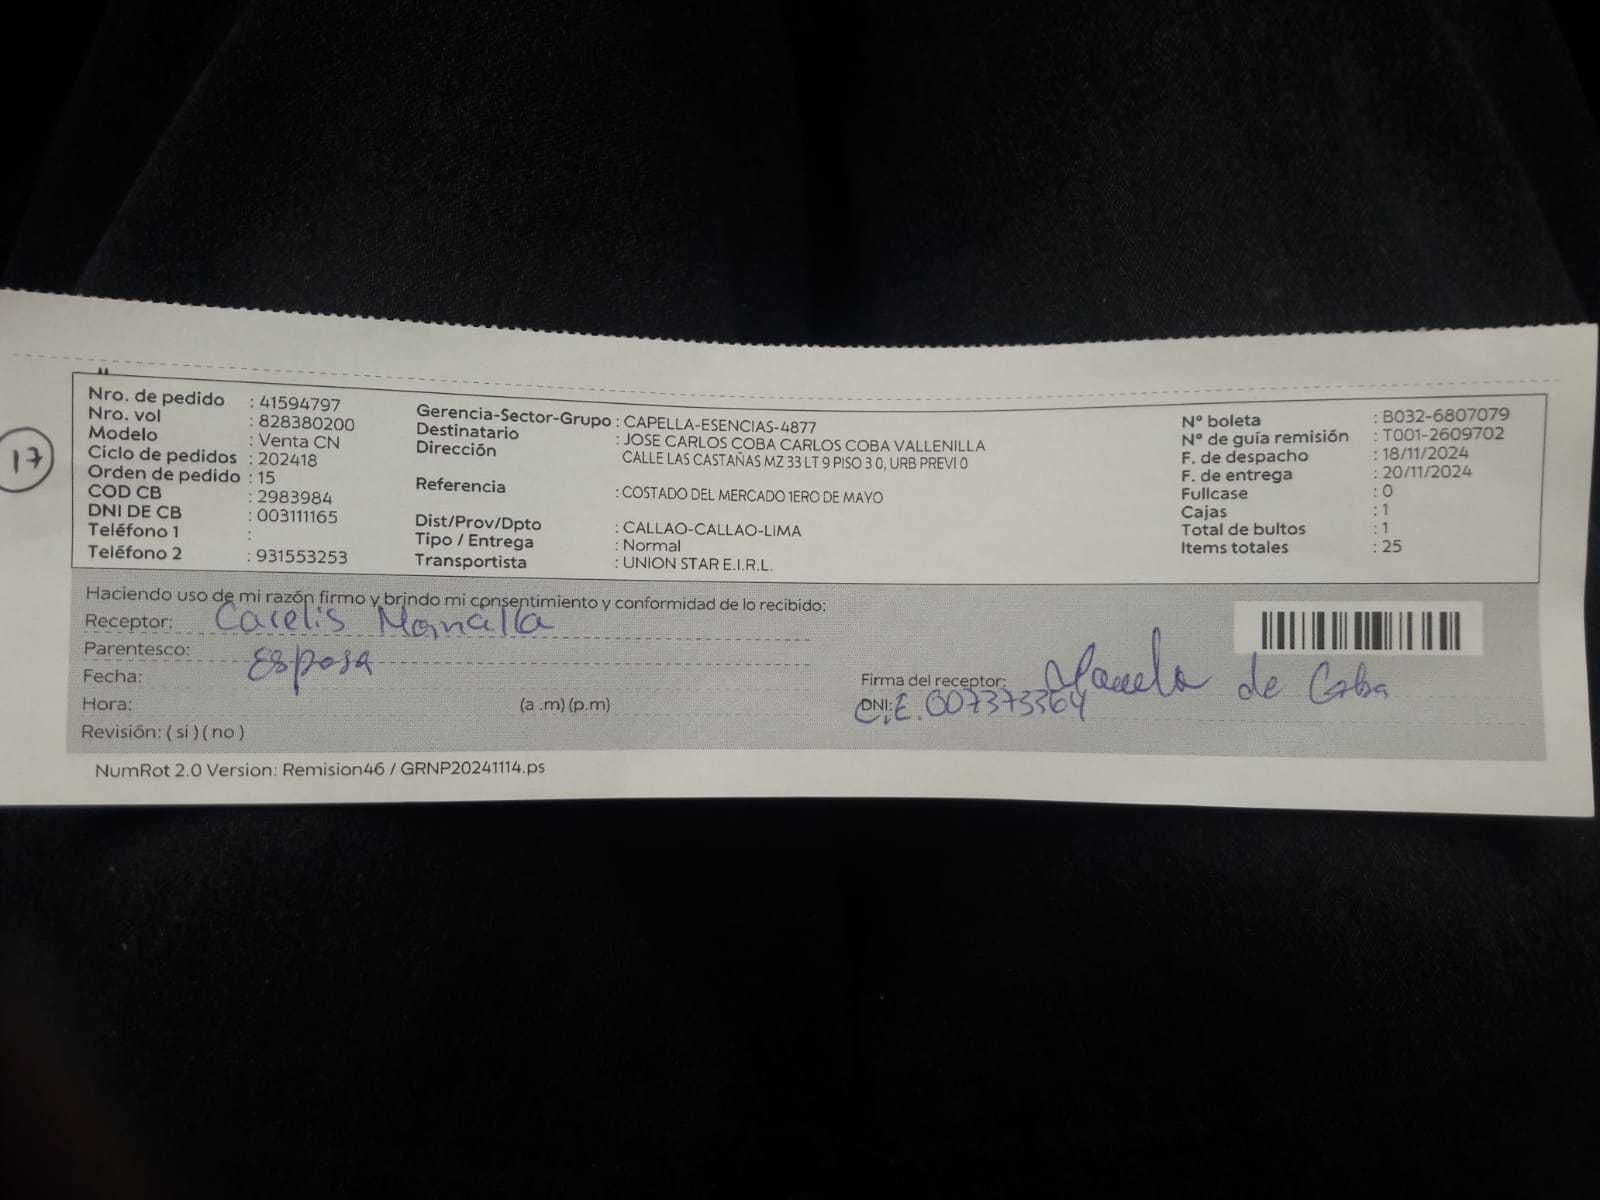 17
Nro. de pedido : 41594797
Nro. vol : 828380200
Modelo : Venta CN
Ciclo de pedidos : 202418
Orden de pedido : 15
COD CB : 2983984
DNI DE CB : 003111165
Teléfono 1 :
Teléfono 2 : 931553253
Gerencia-Sector-Grupo : CAPELLA-ESENCIAS-4877
Destinatario : JOSE CARLOS COBA CARLOS COBA VALLENILLA
Dirección CALLE LAS CASTAÑAS MZ 33 LT 9 PISO 3 0, URB PREVI 0
Referencia : COSTADO DEL MERCADO 1ERO DE MAYO
Dist/Prov/Dpto : CALLAO-CALLAO-LIMA
Tipo / Entrega : Normal
Transportista : UNION STAR E.I.R.L.
N° boleta : B032-6807079
N° de guía remisión : T001-2609702
F. de despacho : 18/11/2024
F. de entrega : 20/11/2024
Fullcase : 0
Cajas : 1
Total de bultos : 1
Items totales : 25
Haciendo uso de mi razón firmo y brindo mi consentimiento y conformidad de lo recibido:
Receptor: Carelis
Parentesco: Esposa
Fecha:
Hora: (a .m) (p.m)
Revisión: ( si ) ( no )
Firma del receptor: de Coba
DNI: C.E. 007373364
NumRot 2.0 Version: Remision46 / GRNP20241114.ps